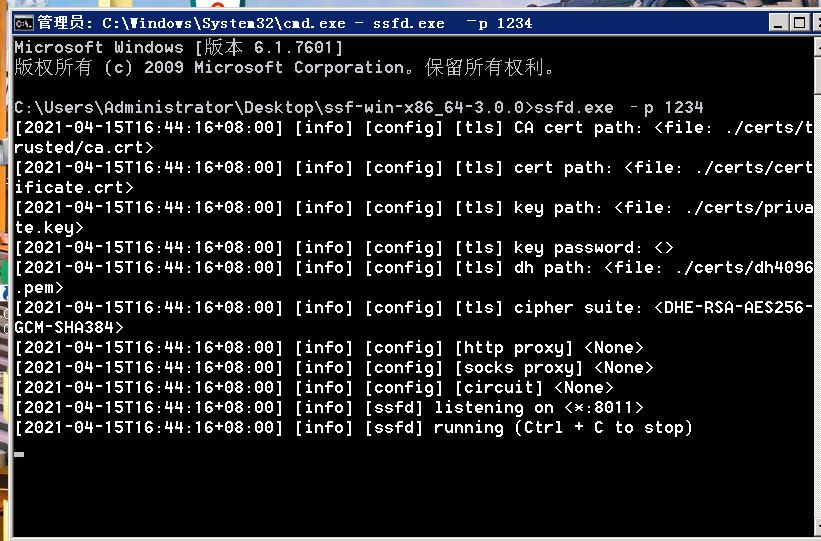 管理员: C:\Windows\System32\cmd.exe - ssfd.exe  –p 1234
Microsoft Windows [版本 6.1.7601]
版权所有 (c) 2009 Microsoft Corporation。保留所有权利。
C:\Users\Administrator\Desktop\ssf-win-x86_64-3.0.0>ssfd.exe –p 1234
[2021-04-15T16:44:16+08:00] [info] [config] [tls] CA cert path: <file: ./certs/t
rusted/ca.crt>
[2021-04-15T16:44:16+08:00] [info] [config] [tls] cert path: <file: ./certs/cert
ificate.crt>
[2021-04-15T16:44:16+08:00] [info] [config] [tls] key path: <file: ./certs/priva
te.key>
[2021-04-15T16:44:16+08:00] [info] [config] [tls] key password: <>
[2021-04-15T16:44:16+08:00] [info] [config] [tls] dh path: <file: ./certs/dh4096
.pem>
[2021-04-15T16:44:16+08:00] [info] [config] [tls] cipher suite: <DHE-RSA-AES256-
GCM-SHA384>
[2021-04-15T16:44:16+08:00] [info] [config] [http proxy] <None>
[2021-04-15T16:44:16+08:00] [info] [config] [socks proxy] <None>
[2021-04-15T16:44:16+08:00] [info] [config] [circuit] <None>
[2021-04-15T16:44:16+08:00] [info] [ssfd] listening on <*:8011>
[2021-04-15T16:44:16+08:00] [info] [ssfd] running (Ctrl + C to stop)